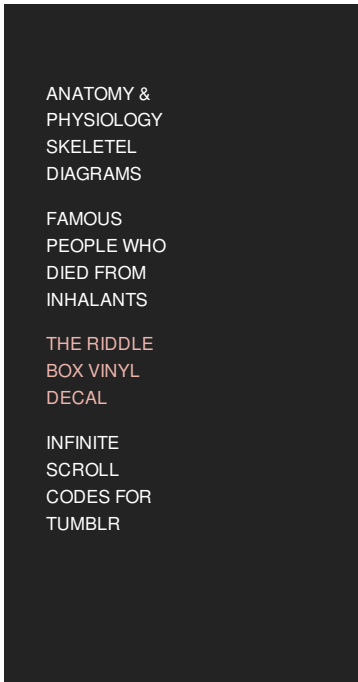 ANATOMY &
PHYSIOLOGY
SKELETEL
DIAGRAMS
FAMOUS
PEOPLE WHO
DIED FROM
INHALANTS
THE RIDDLE
BOX VINYL
DECAL
INFINITE
SCROLL
CODES FOR
TUMBLR